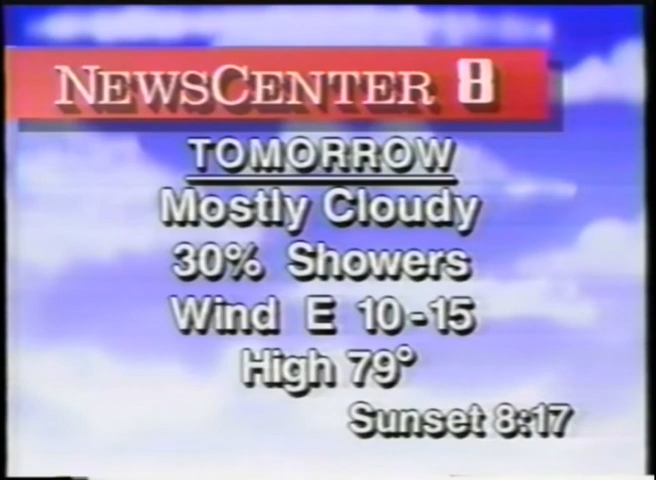 NEWSCENTER 8
TOMORROW
Mostly Cloudy
30% Showers
Wind E 10-15
High 79°
Sunset 8:17